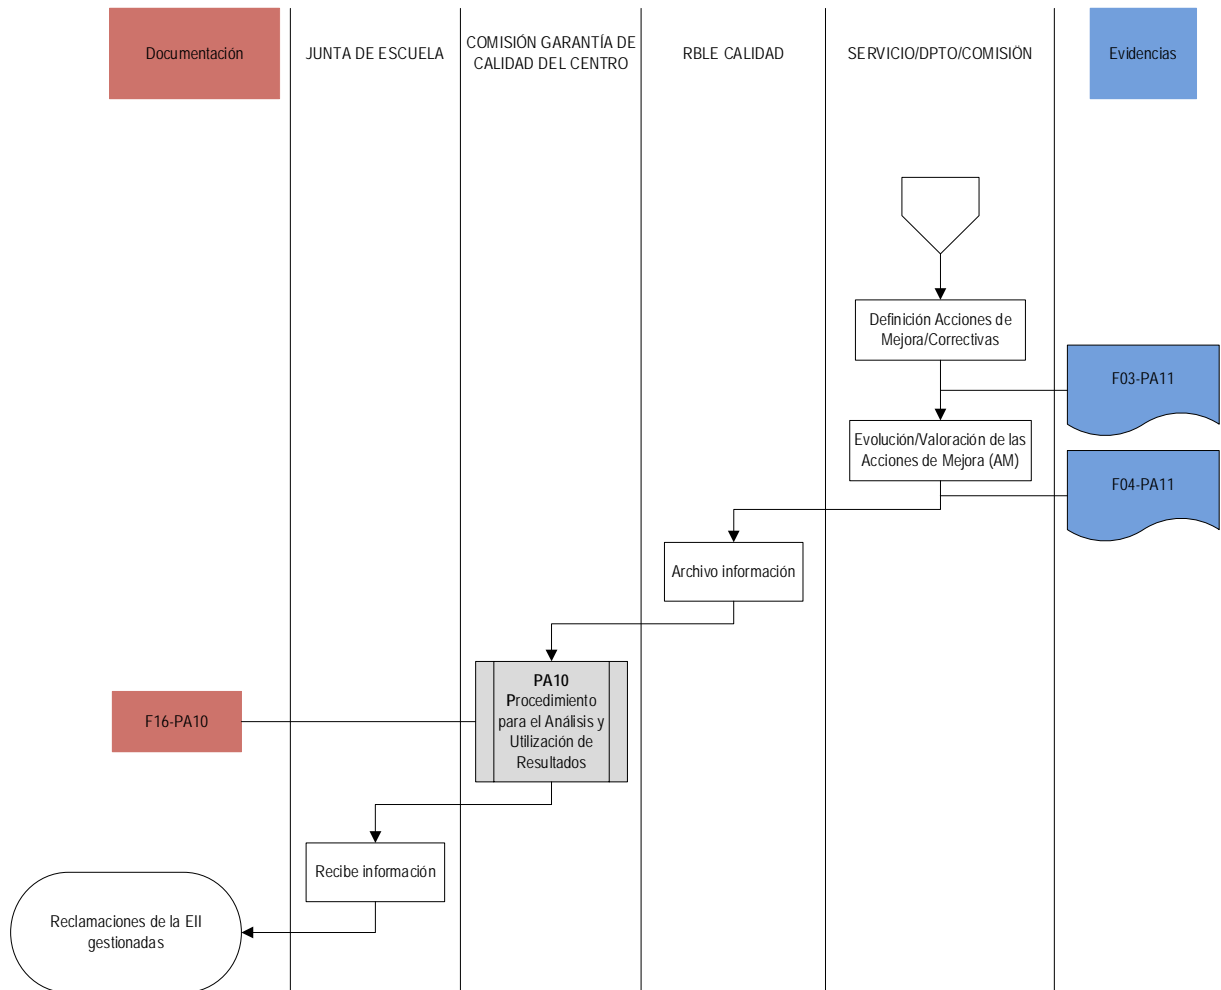 Documentación
JUNTA DE ESCUELA
COMISIÓN GARANTÍA DE
CALIDAD DEL CENTRO
RBLE CALIDAD
SERVICIO/DPTO/COMISIÖN
Evidencias
Definición Acciones de
Mejora/Correctivas
F03-PA11
Evolución/Valoración de las
Acciones de Mejora (AM)
F04-PA11
Archivo información
PA10
Procedimiento
para el Análisis y
Utilización de
Resultados
F16-PA10
Recibe información
Reclamaciones de la EII
gestionadas